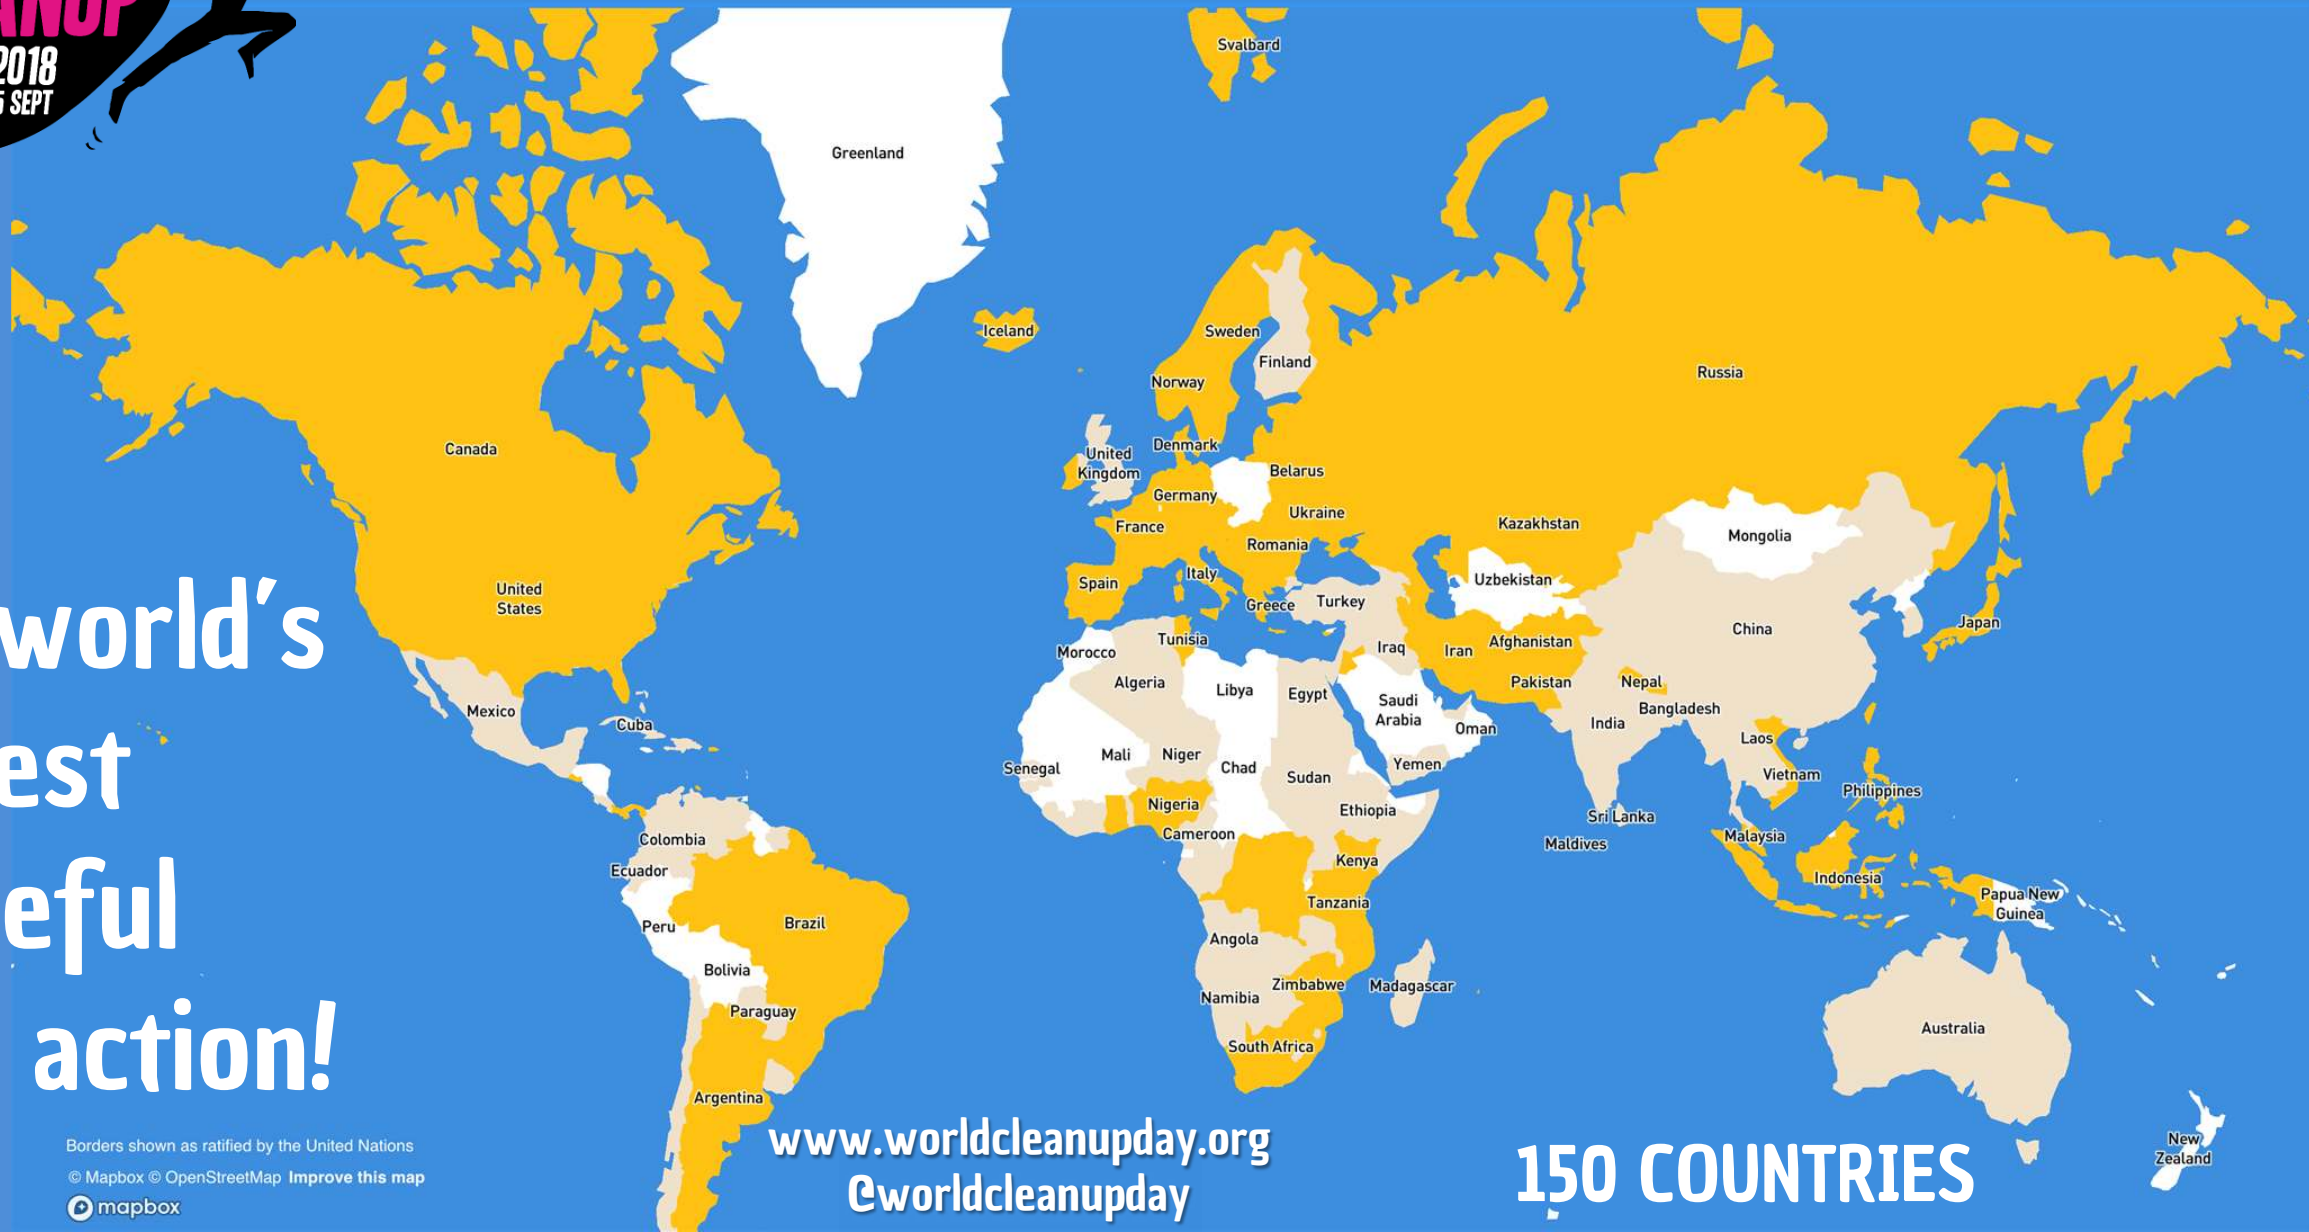 2018
SEPT
Svalbard
Greenland
Iceland
Sweden
Finland
Norway
Russia
Canada
United
Kingdom
Denmark
Belarus
Germany
Ukraine
France
Kazakhstan
Mongolia
Romania
Spain
Italy
Uzbekistan
United
States
Greece
Turkey
China
Japan
Tunisia
Morocco
Iraq
Iran
Afghanistan
Algeria
Libya
Egypt
Pakistan
Nepal
world's
Mexico
Cuba
Saudi
Arabia
Oman
India
Bangladesh
Laos
Mali
Niger
Chad
Sudan
Yemen
Senegal
Vietnam
Philippines
est
Nigeria
Ethiopia
Sri Lanka
Cameroon
Colombia
Maldives
Malaysia
Ecuador
Kenya
Indonesia
Papua New
Guinea
Tanzania
eful
Peru
Brazil
Angola
Bolivia
Zimbabwe
Madagascar
Namibia
Paraguay
action!
South Africa
Australia
Argentina
New
Zealand
Borders shown as ratified by the United Nations
© Mapbox © OpenStreetMap Improve this map
mapbox
www.worldcleanupday.org
@worldcleanupday
150 COUNTRIES